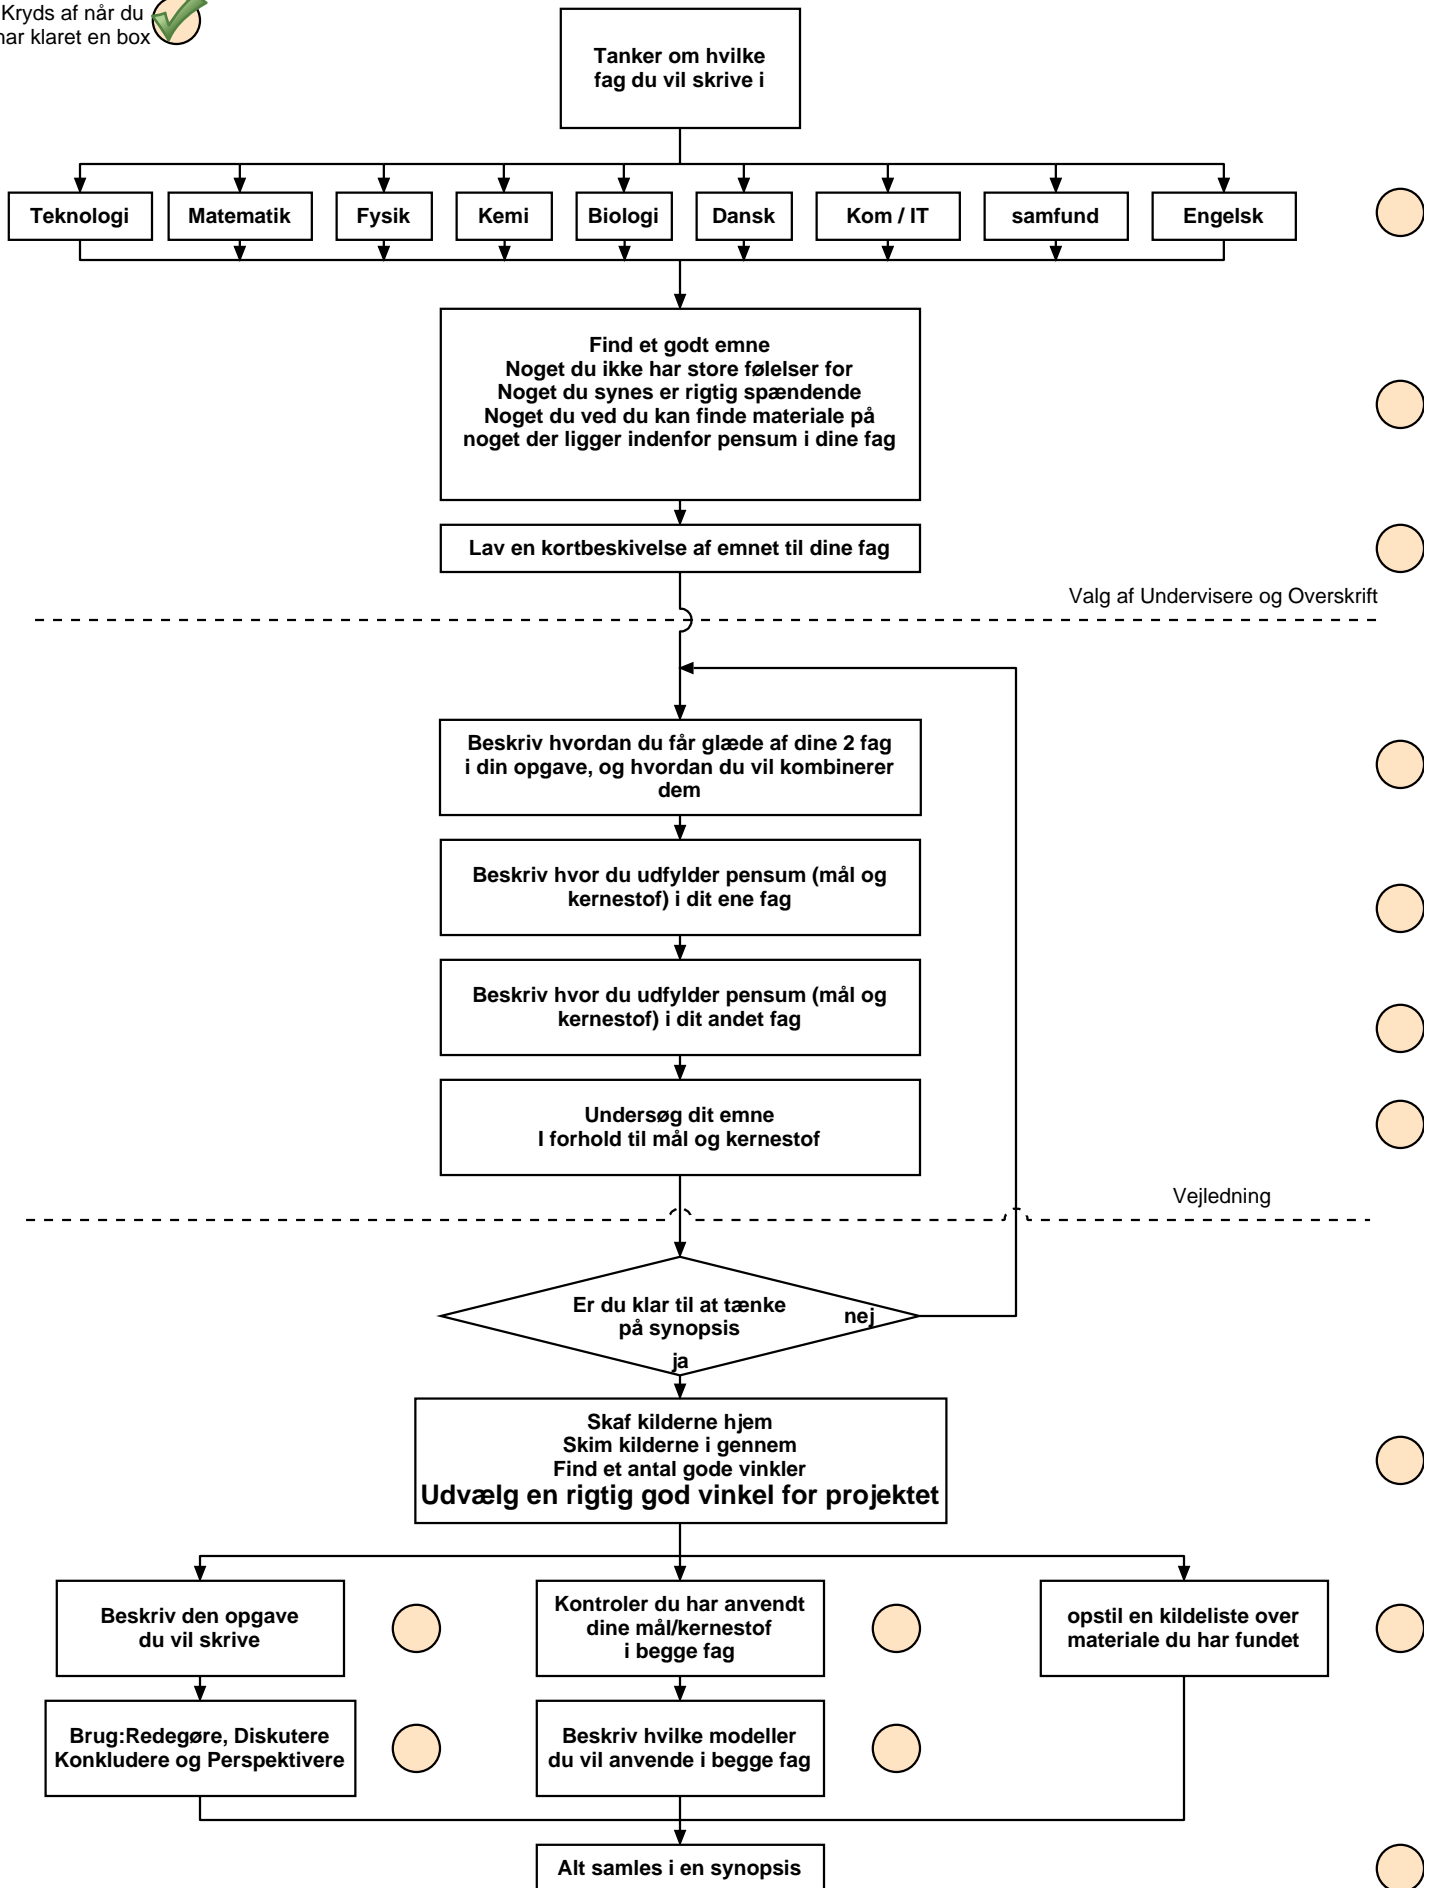 Kryds af når du
har klaret en box
Tanker om hvilke
fag du vil skrive i
Teknologi
Matematik
Fysik
Kemi
Biologi
Dansk
Kom / IT
samfund
Engelsk
Find et godt emne
Noget du ikke har store følelser for
Noget du synes er rigtig spændende
Noget du ved du kan finde materiale på
noget der ligger indenfor pensum i dine fag
Lav en kortbeskivelse af emnet til dine fag
Valg af Undervisere og Overskrift
Beskriv hvordan du får glæde af dine 2 fag
i din opgave, og hvordan du vil kombinerer
dem
Beskriv hvor du udfylder pensum (mål og
kernestof) i dit ene fag
Beskriv hvor du udfylder pensum (mål og
kernestof) i dit andet fag
Undersøg dit emne
I forhold til mål og kernestof
Vejledning
Er du klar til at tænke
på synopsis
nej
ja
Skaf kilderne hjem
Skim kilderne i gennem
Find et antal gode vinkler
Udvælg en rigtig god vinkel for projektet
Beskriv den opgave
du vil skrive
Kontroler du har anvendt
dine mål/kernestof
i begge fag
opstil en kildeliste over
materiale du har fundet
Brug:Redegøre, Diskutere
Konkludere og Perspektivere
Beskriv hvilke modeller
du vil anvende i begge fag
Alt samles i en synopsis